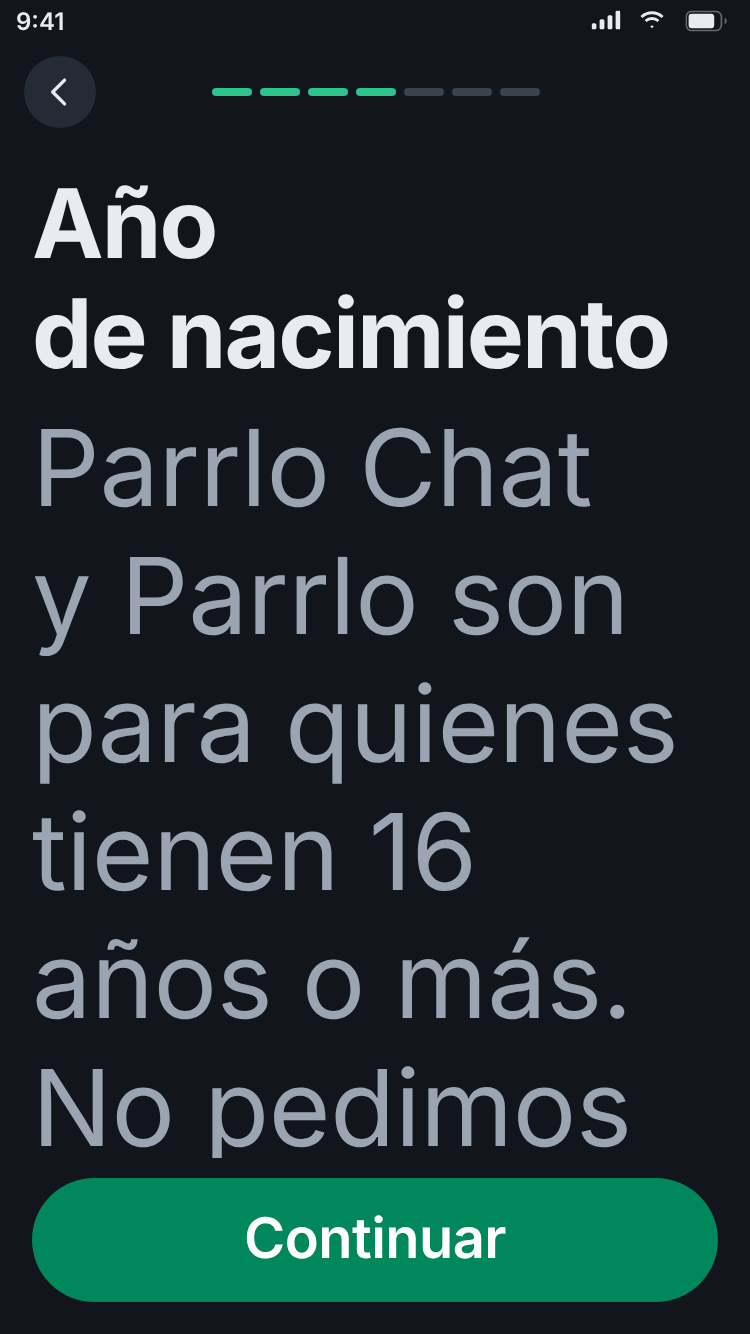 9:41
Año
de nacimiento
Parrlo Chat
y Parrlo son
para quienes
tienen 16
años o más.
No pedimos
Continuar